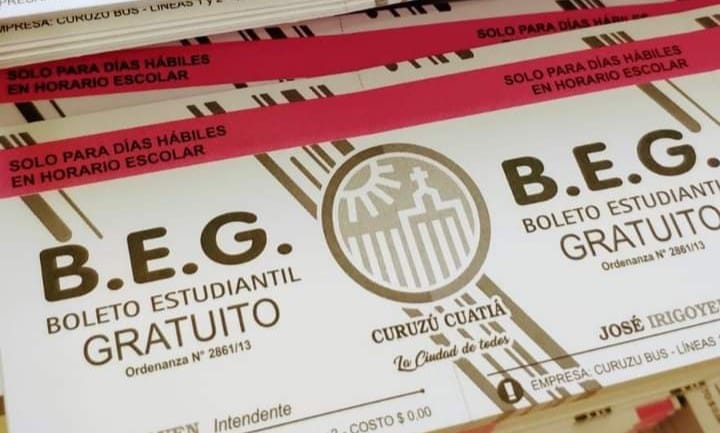 EMPRESA: CURUZU BUS - LÍNEAS 1 y 2
SOLO PARA DÍAS HÁBILES
EN HORARIO ESCOLAR
SOLO PARA DÍAS HÁBILES
SOLO PARA DÍAS HÁBILES
EN HORARIO ESCOLAR
SOLO PARA DÍAS HÁBILES
EN HORARIO ESCOLAR
B.E.G.
BOLETO ESTUDIANTIL
GRATUITO
Ordenanza N° 2861/13
Intendente
COSTO $ 0.00
CURUZÚ CUATIÁ
La Ciudad de todos
B.E.G.
BOLETO ESTUDIANTIL
GRATUITO
Ordenanza N° 2861/13
JOSÉ IRIGOYEN
EMPRESA: CURUZU BUS - LÍNEAS